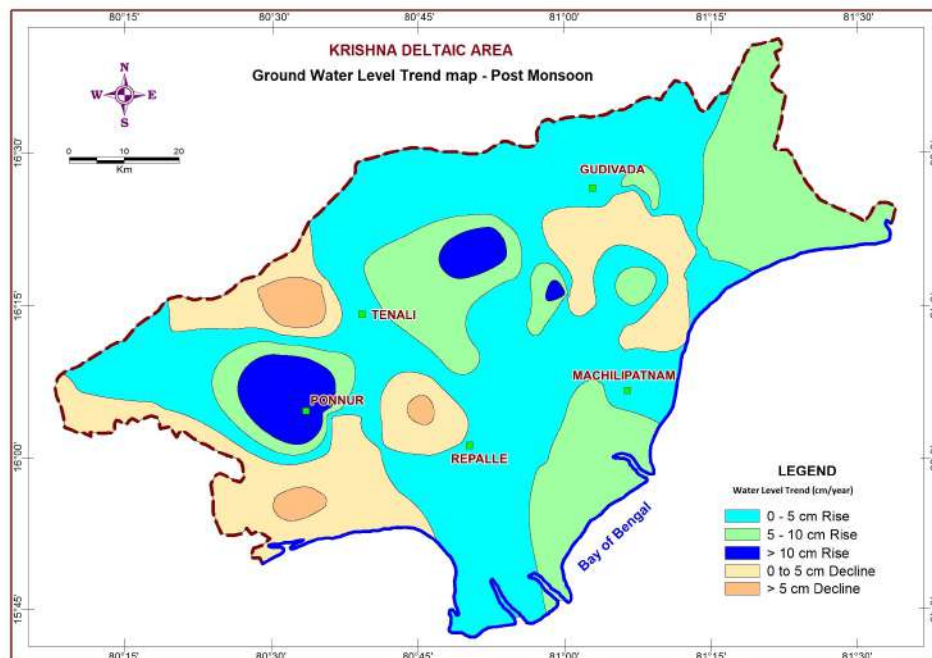 80°15' 80°30' 80°45' 81°00' 81°15' 81°30'
KRISHNA DELTAIC AREA
Ground Water Level Trend map - Post Monsoon
N
W E
S
0 10 20
Km
16°30'
GUDIVADA
16°15'
TENALI
MACHILIPATNAM
PONNUR
16°00'
REPALLE
LEGEND
Water Level Trend (cm/year)
0 - 5 cm Rise
5 - 10 cm Rise
> 10 cm Rise
0 to 5 cm Decline
> 5 cm Decline
Bay of Bengal
15°45'
80°15' 80°30' 80°45' 81°00' 81°15' 81°30'